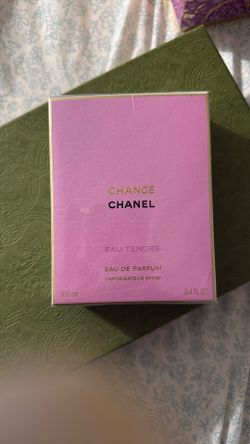 CHANCE
CHANEL
EAU TENDRE
EAU DE PARFUM
VAPORISATEUR SPRAY
100 ml 3.4 FL. OZ.